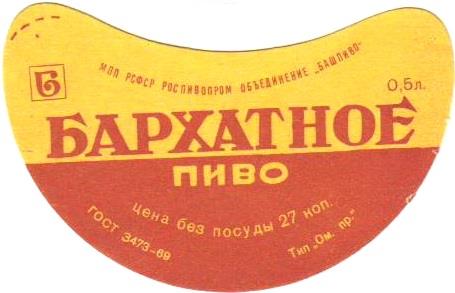 МПП РСФСР РОСПИВОПРОМ ОБЪЕДИНЕНИЕ „БАШПИВО"
Б
0,5л.
БАРХАТНОЕ
ПИВО
цена без посуды 27 коп.
ГОСТ 3473-69
Тип „Ом. пр."